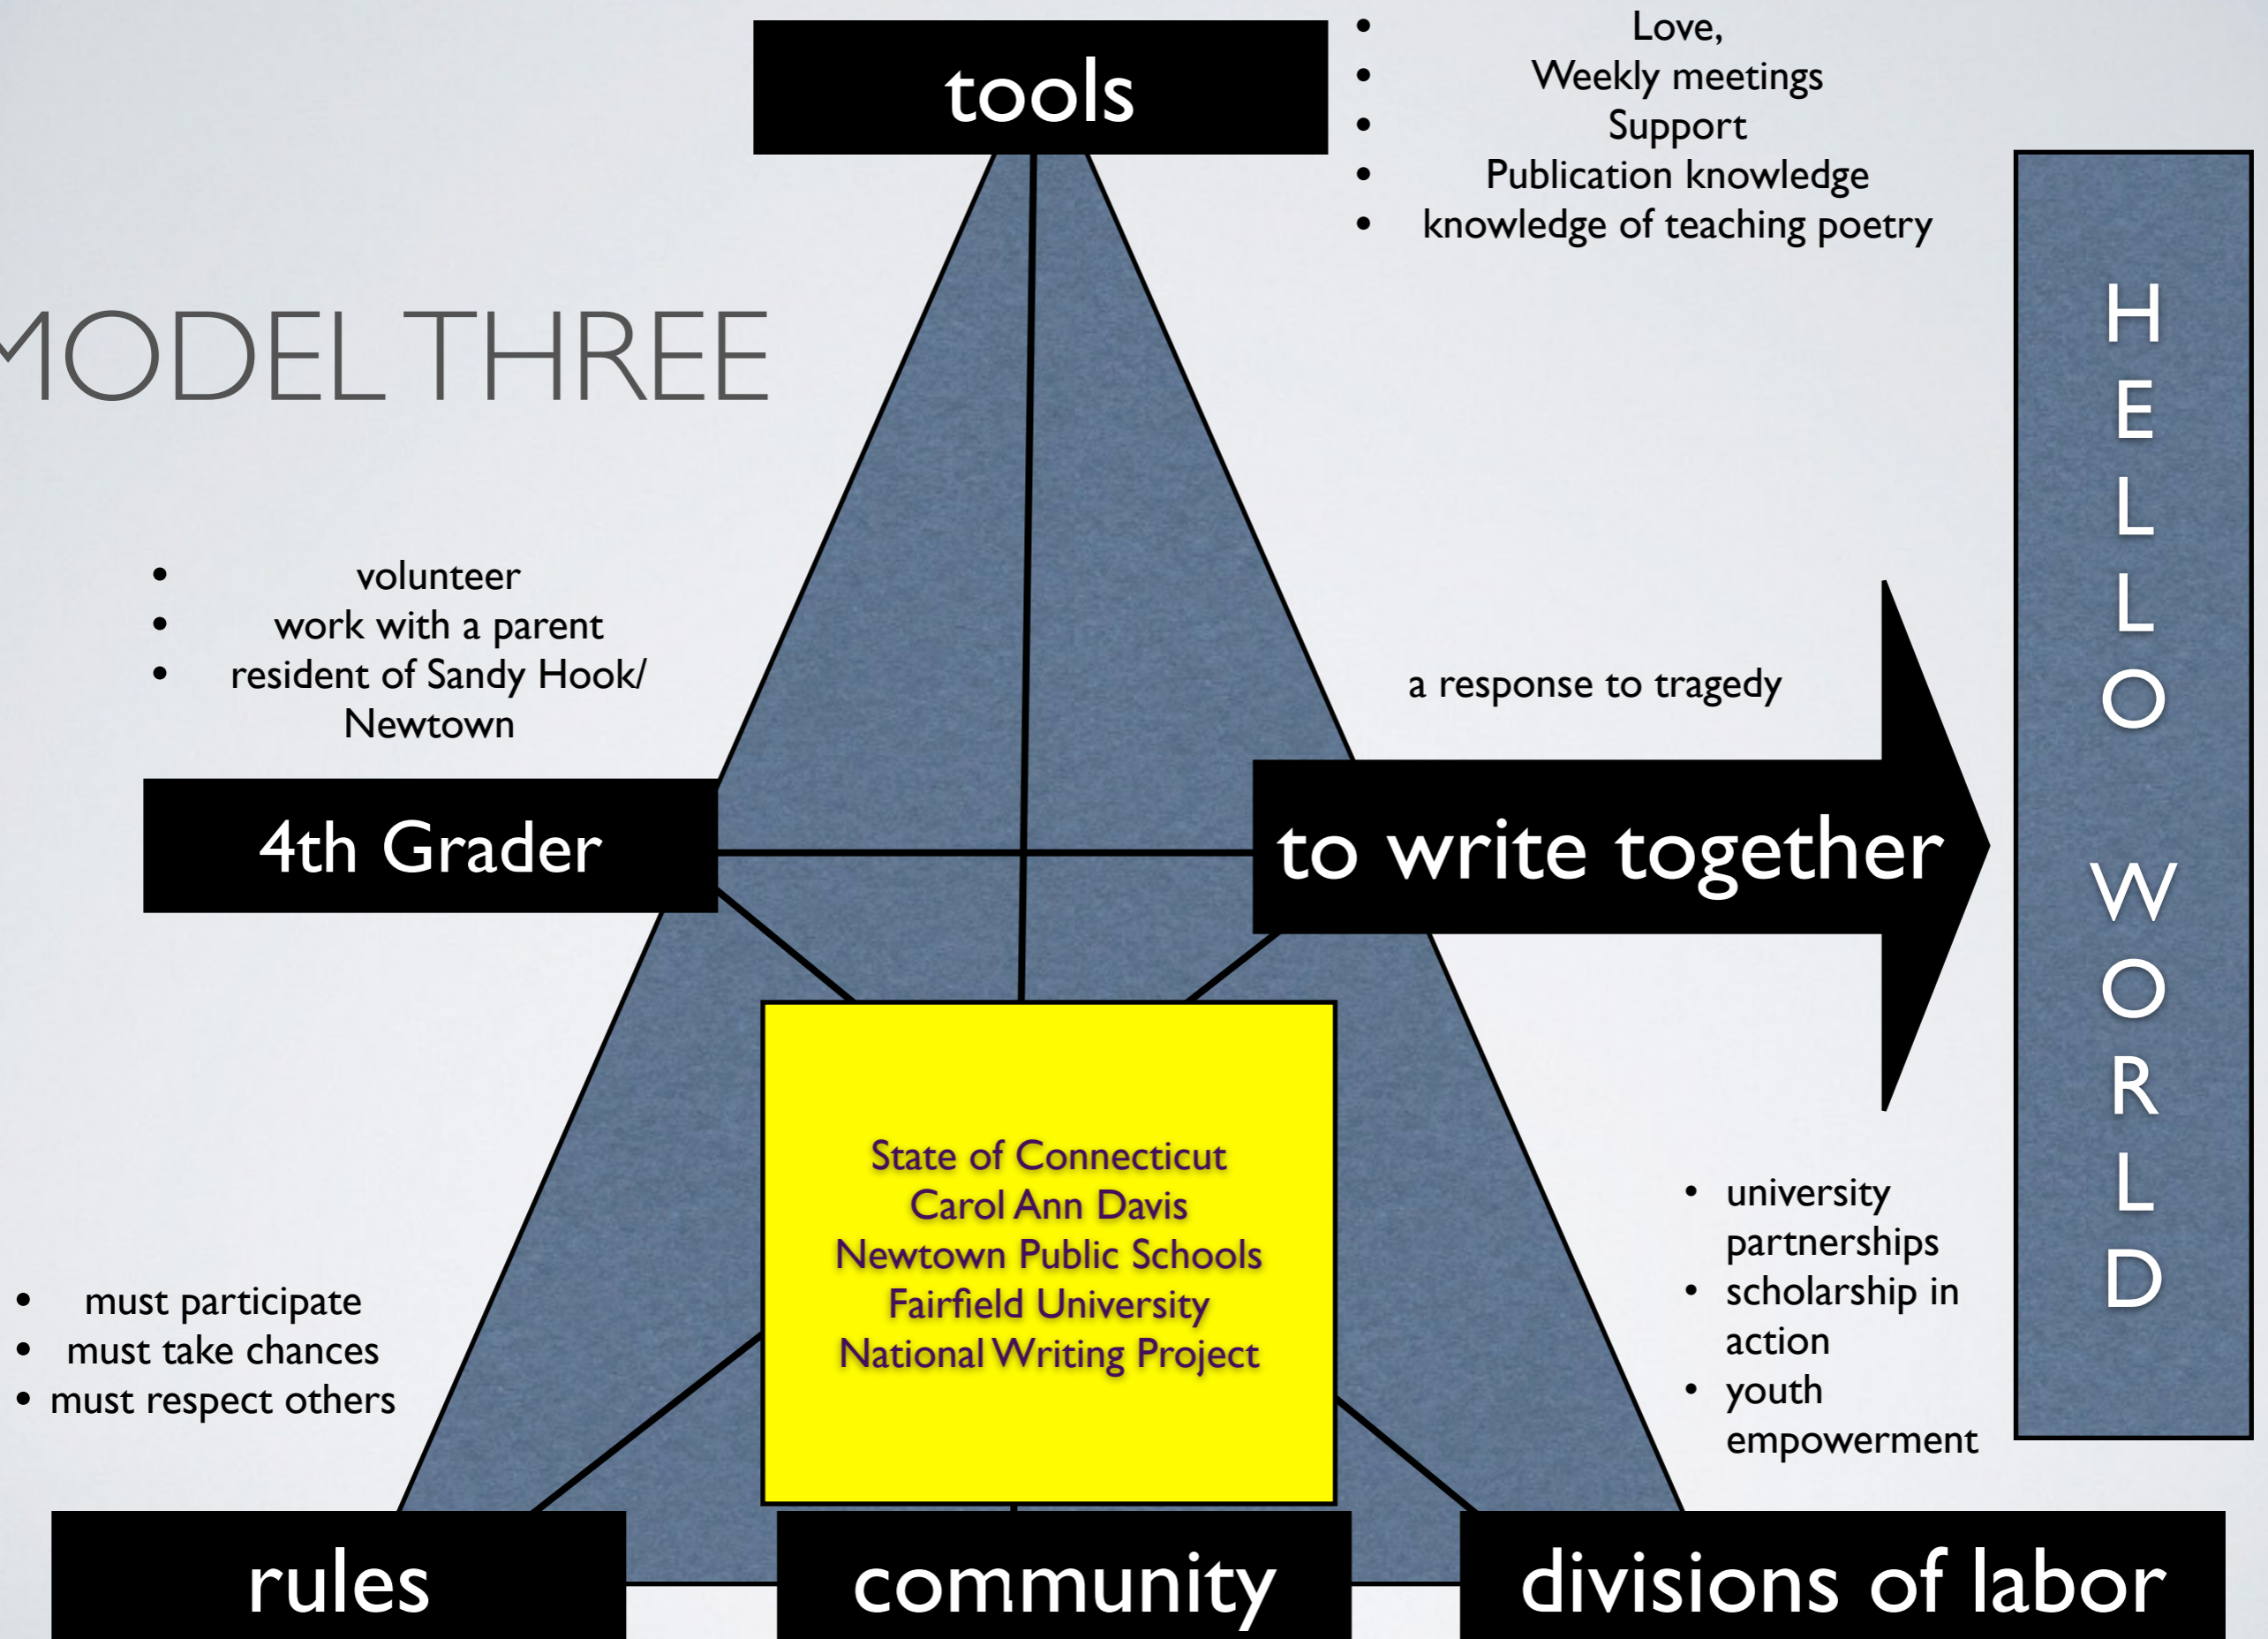 tools
• Love,
• Weekly meetings
• Support
• Publication knowledge
• knowledge of teaching poetry
MODEL THREE
• volunteer
• work with a parent
• resident of Sandy Hook/
Newtown
4th Grader
a response to tragedy
to write together
HELLO WORLD
State of Connecticut
Carol Ann Davis
Newtown Public Schools
Fairfield University
National Writing Project
• must participate
• must take chances
• must respect others
• university
partnerships
• scholarship in
action
• youth
empowerment
rules
community
divisions of labor